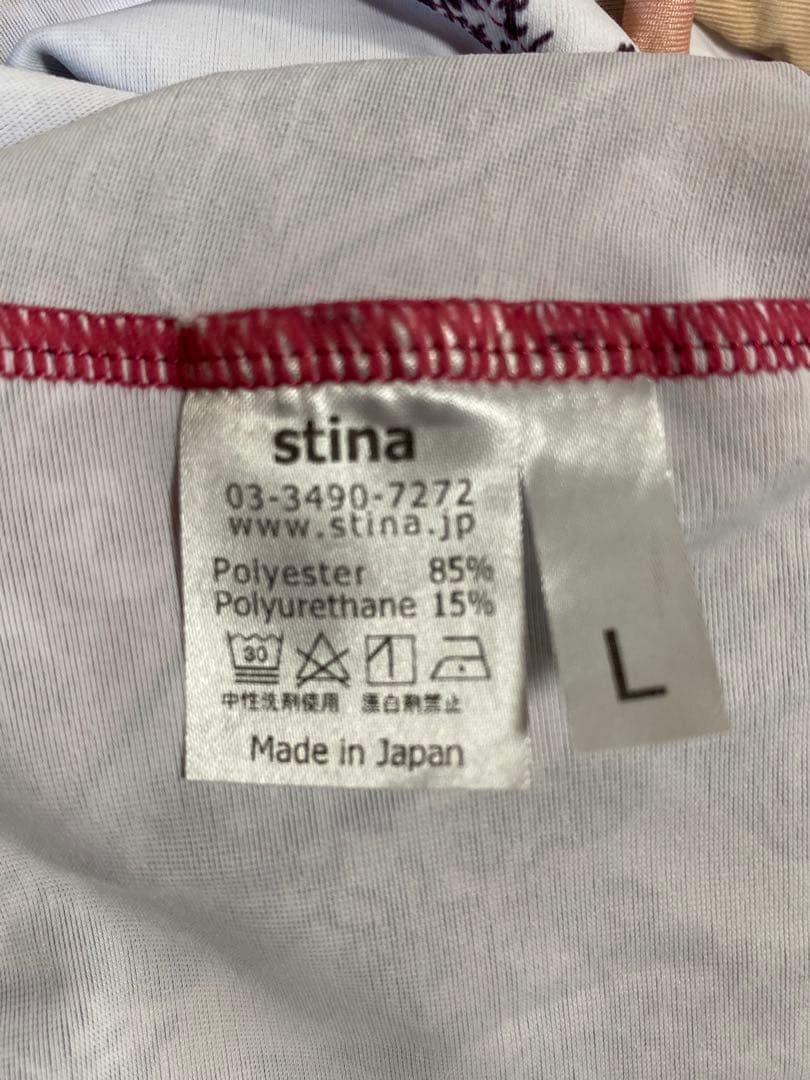 stina
03-3490-7272
www.stina.jp
Polyester 85%
Polyurethane 15%
30
中性洗剤使用 漂白剤禁止
Made in Japan
L